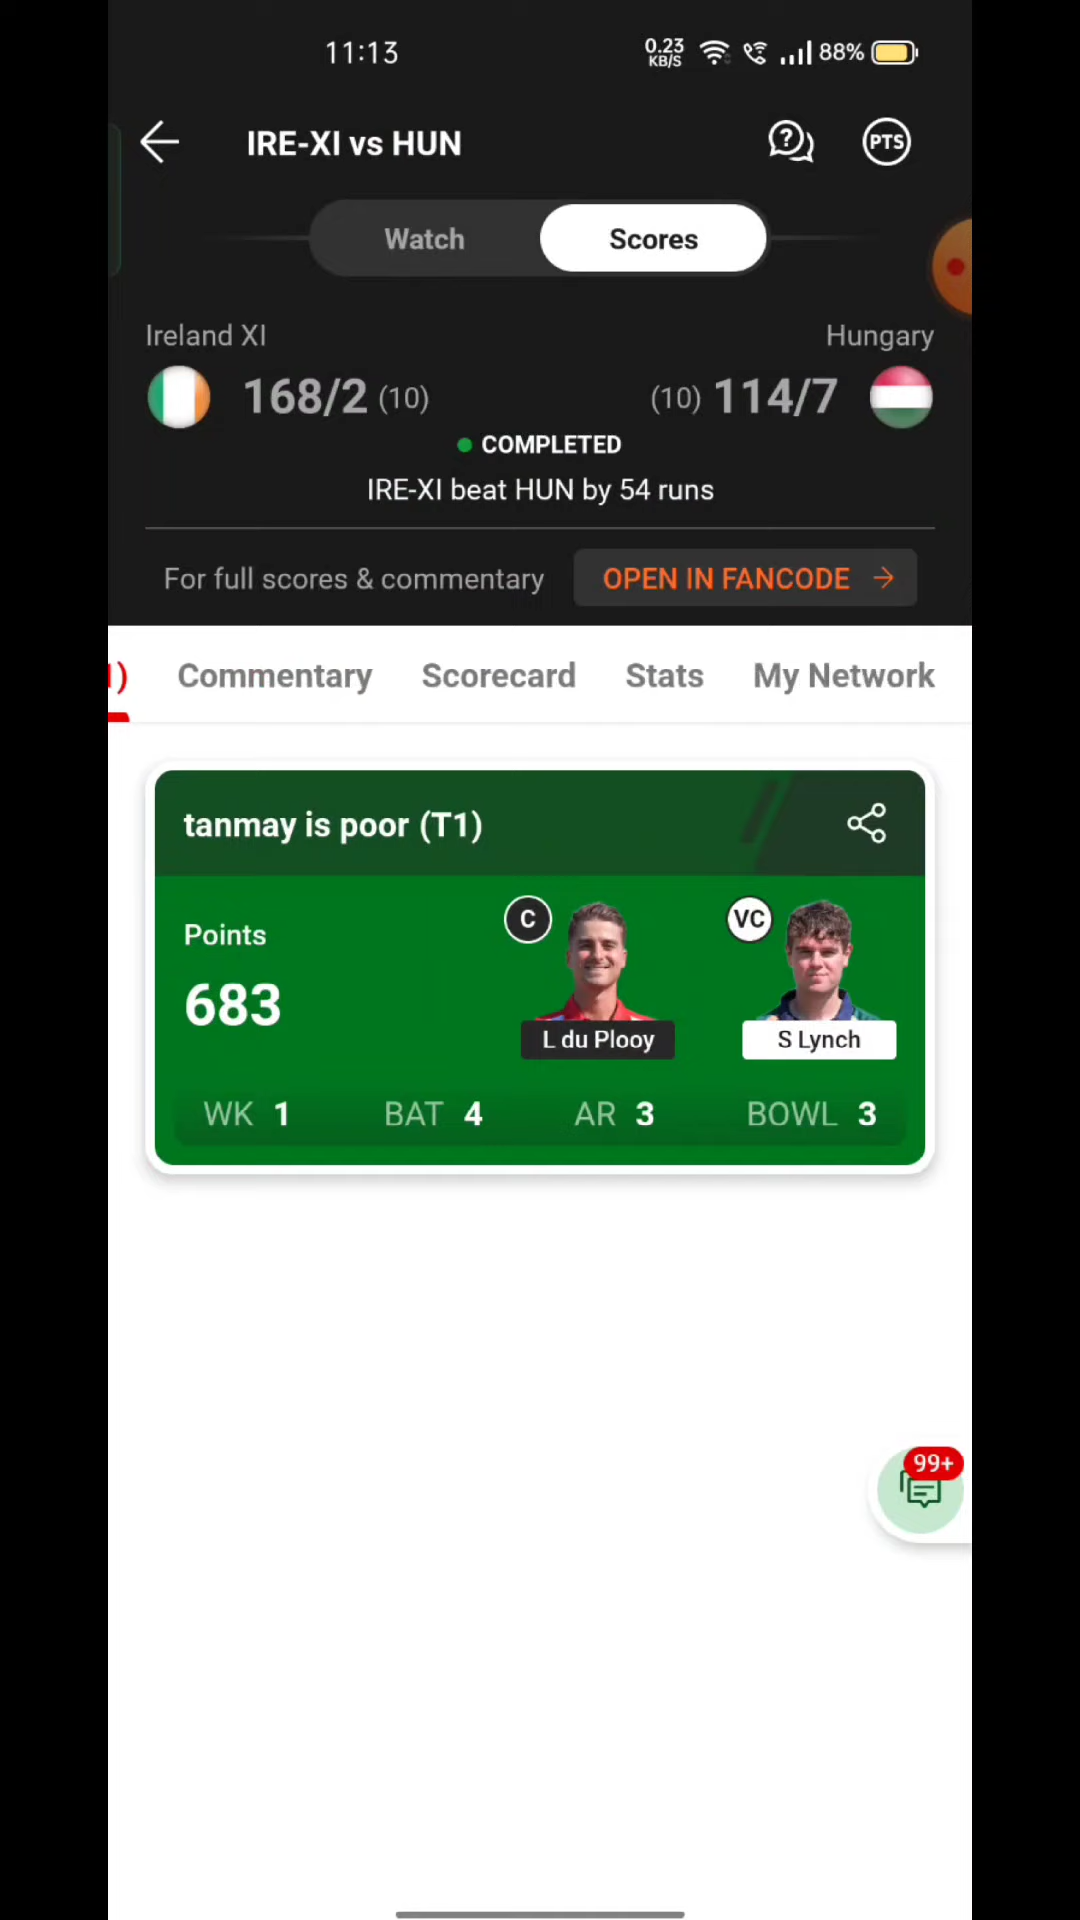 11:13
0.23
KB/S
88%
IRE-XI vs HUN
PTS
Watch
Scores
Ireland XI
Hungary
168/2 (10)
(10) 114/7
COMPLETED
IRE-XI beat HUN by 54 runs
For full scores & commentary
OPEN IN FANCODE
Commentary
Scorecard
Stats
My Network
tanmay is poor (T1)
Points
683
C
L du Plooy
VC
S Lynch
WK 1
BAT 4
AR 3
BOWL 3
99+